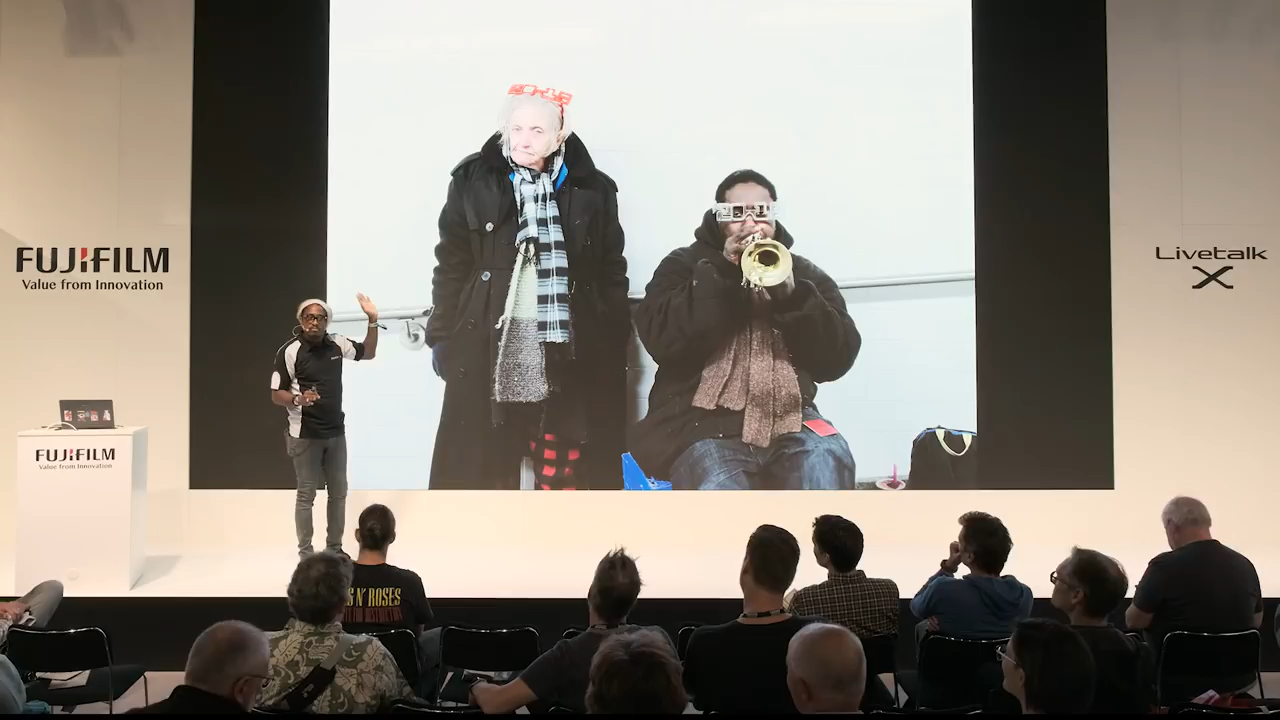 FUJIFILM
Value from Innovation
Livetalk
X
FUJIFILM
Value from Innovation
N' ROSES